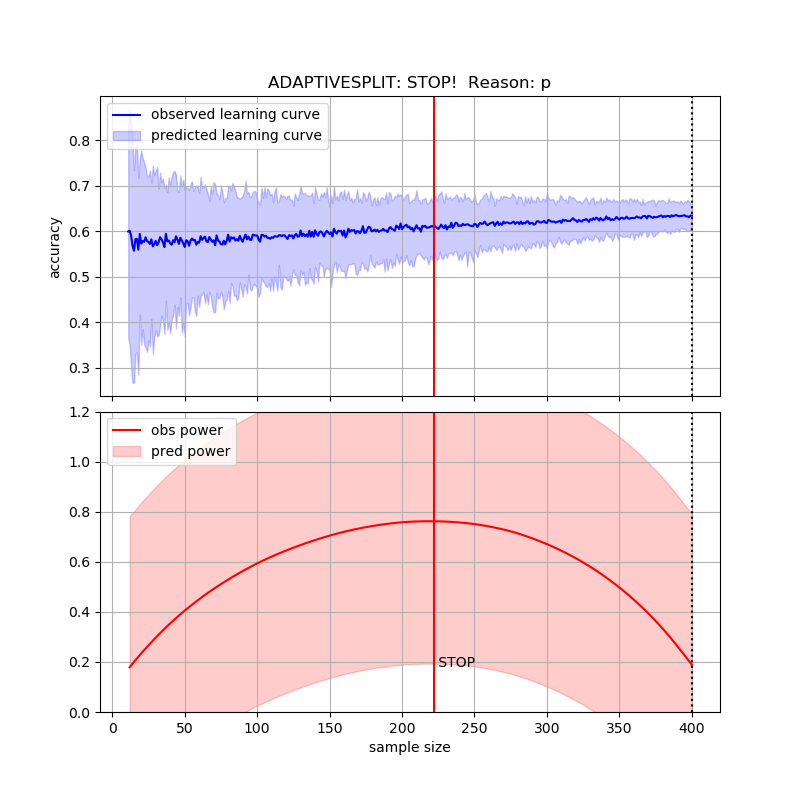 ADAPTIVESPLIT: STOP!  Reason: p
observed learning curve
predicted learning curve
0.8
0.7
0.6
0.5
0.4
0.3
accuracy
obs power
pred power
1.2
1.0
0.8
0.6
0.4
0.2
0.0
STOP
0 50 100 150 200 250 300 350 400
sample size